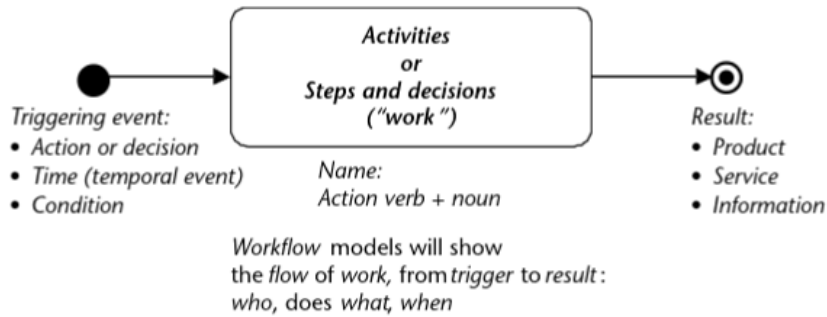 Activities
or
Steps and decisions
("work")
Triggering event:
• Action or decision
• Time (temporal event)
• Condition
Name:
Action verb + noun
Result:
• Product
• Service
• Information
Workflow models will show
the flow of work, from trigger to result:
who, does what, when